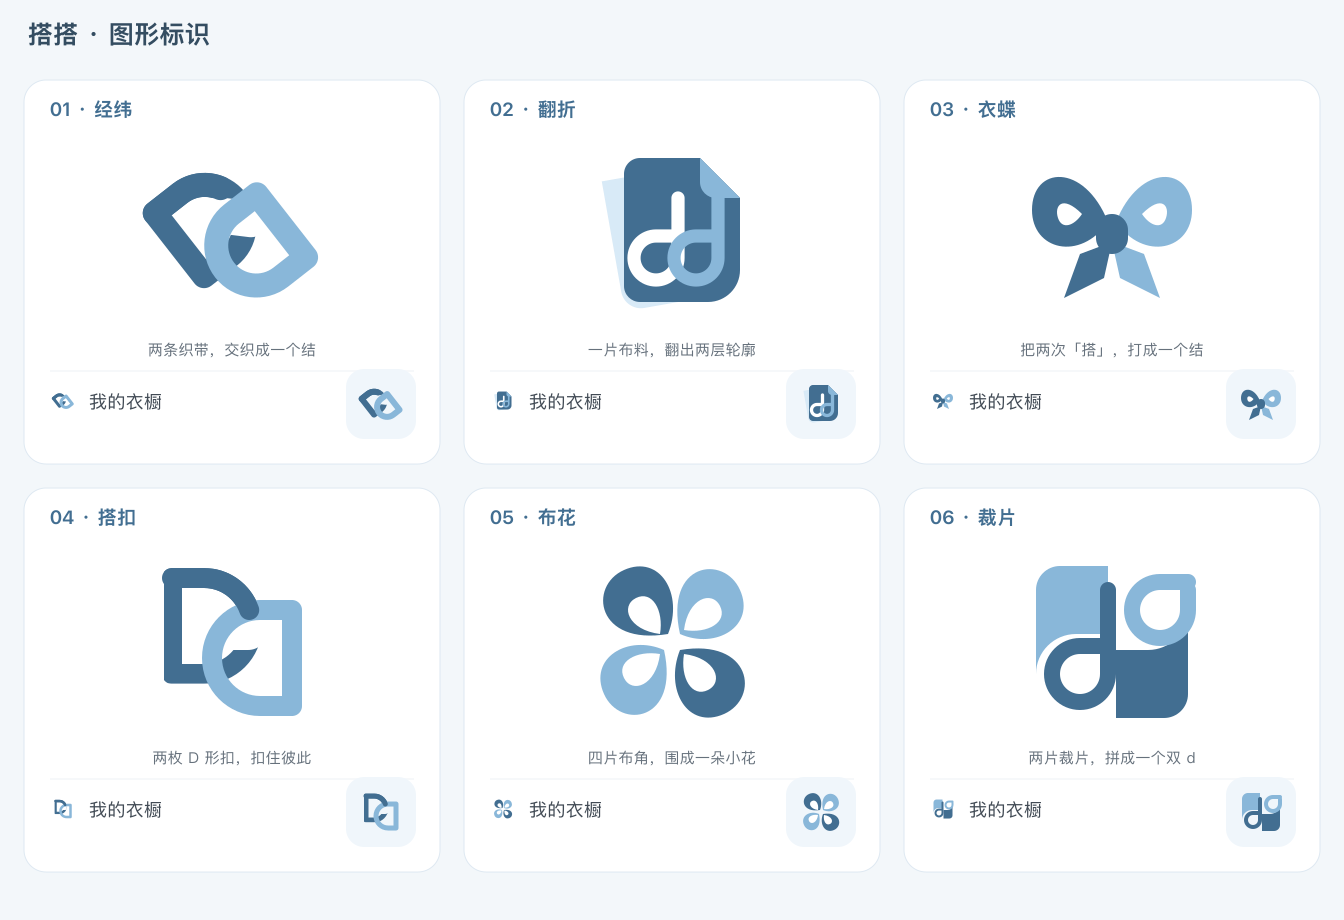 搭搭 · 图形标识
01 · 经纬
两条织带，交织成一个结
我的衣橱
02 · 翻折
dd
一片布料，翻出两层轮廓
我的衣橱
03 · 衣蝶
把两次「搭」，打成一个结
我的衣橱
04 · 搭扣
两枚 D 形扣，扣住彼此
我的衣橱
05 · 布花
四片布角，围成一朵小花
我的衣橱
06 · 裁片
两片裁片，拼成一个双 d
我的衣橱